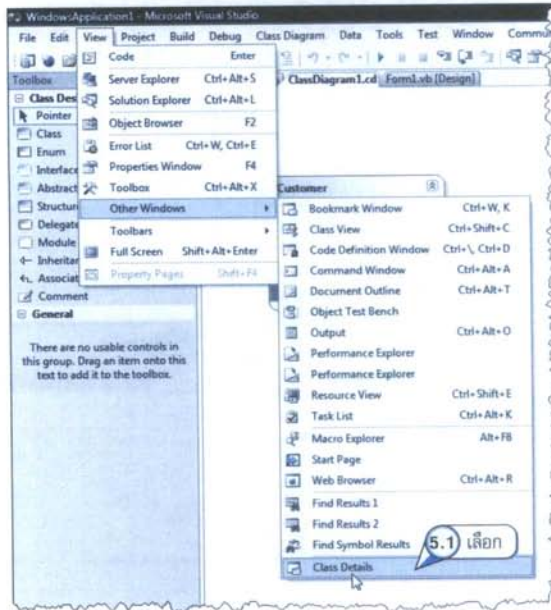 WindowsApplication1 - Microsoft Visual Studio
File Edit View Project Build Debug Class Diagram Data Tools Test Window
Toolbox
Class Des
Pointer
Class
Enum
Interface
Abstract
Structur
Delegate
Module
Inheritan
Associat
Comment
General
There are no usable controls in
this group. Drag an item onto this
text to add it to the toolbox.
Code Enter
Server Explorer Ctrl+Alt+S
Solution Explorer Ctrl+Alt+L
Object Browser F2
Error List Ctrl+W, Ctrl+E
Properties Window F4
Toolbox Ctrl+Alt+X
Other Windows
Toolbars
Full Screen Shift+Alt+Enter
Property Pages Shift+F4
ClassDiagram1.cd Form1.vb [Design]
Customer
Bookmark Window Ctrl+W, K
Class View Ctrl+Shift+C
Code Definition Window Ctrl+\, Ctrl+D
Command Window Ctrl+Alt+A
Document Outline Ctrl+Alt+T
Object Test Bench
Output Ctrl+Alt+O
Performance Explorer
Performance Explorer
Resource View Ctrl+Shift+E
Task List Ctrl+Alt+K
Macro Explorer Alt+F8
Start Page
Web Browser Ctrl+Alt+R
Find Results 1
Find Results 2
Find Symbol Results
5.1 เลือก
Class Details